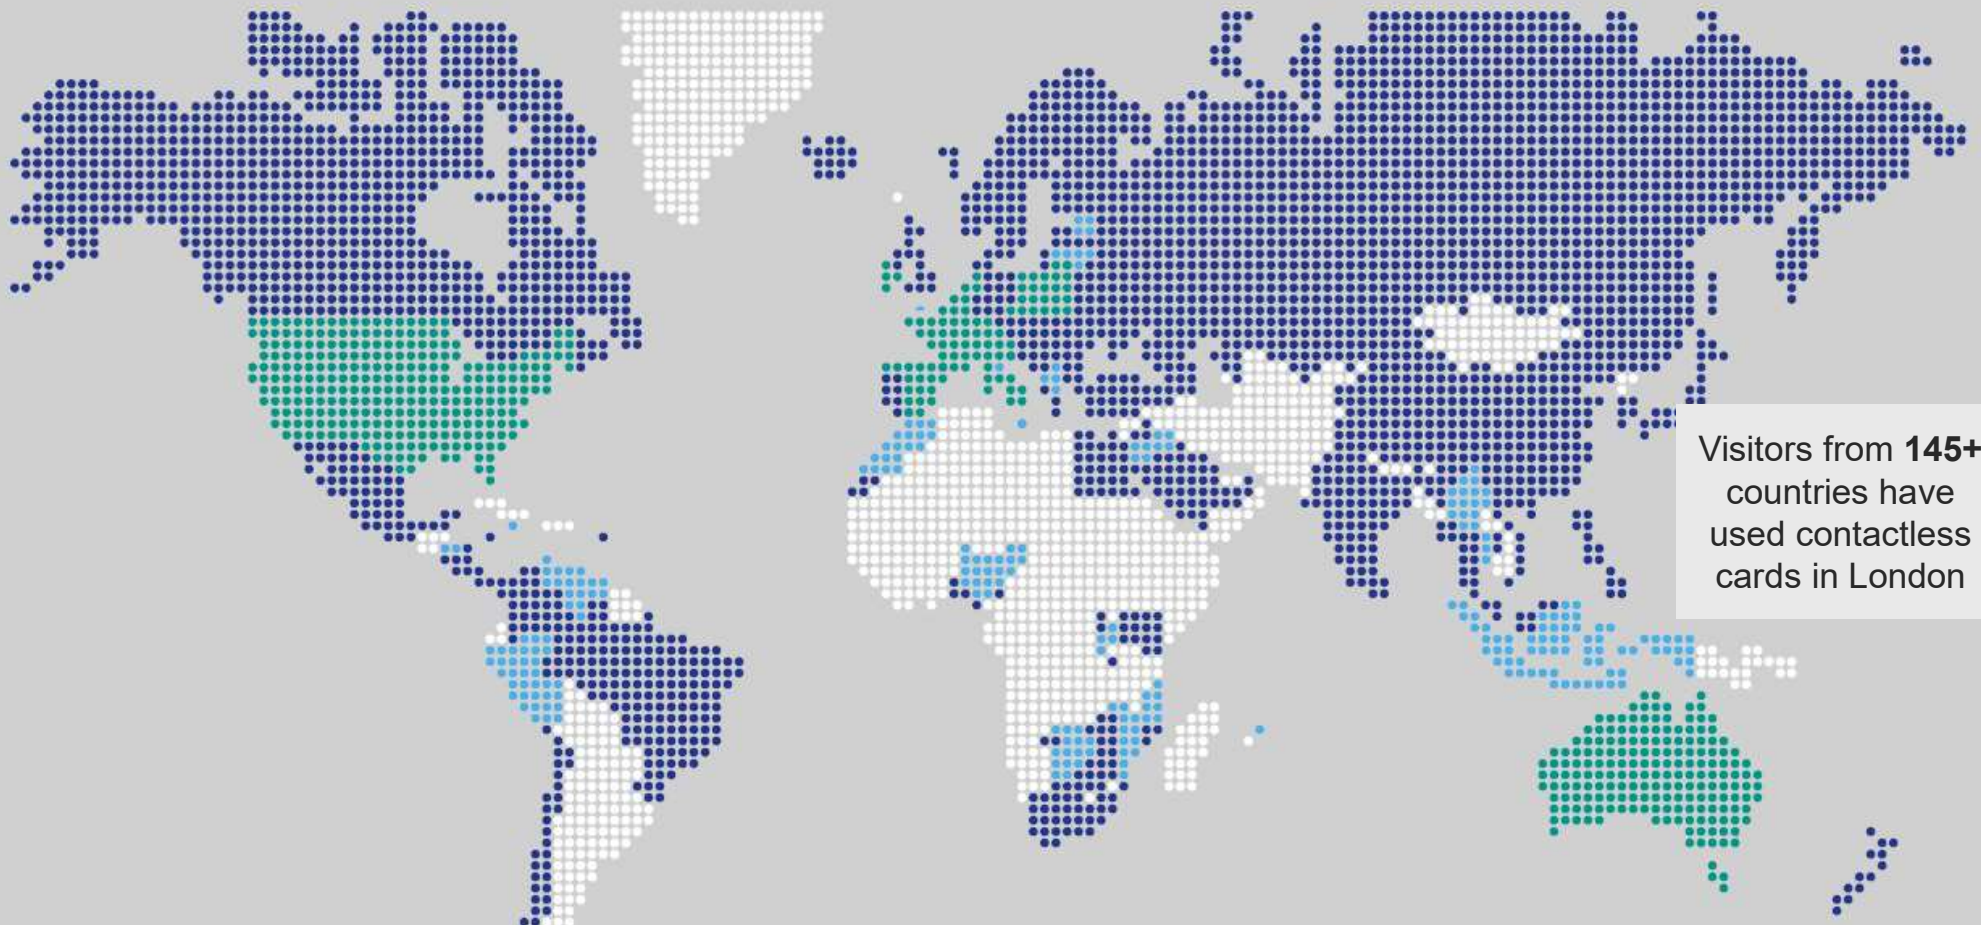 Visitors from 145+
countries have
used contactless
cards in London